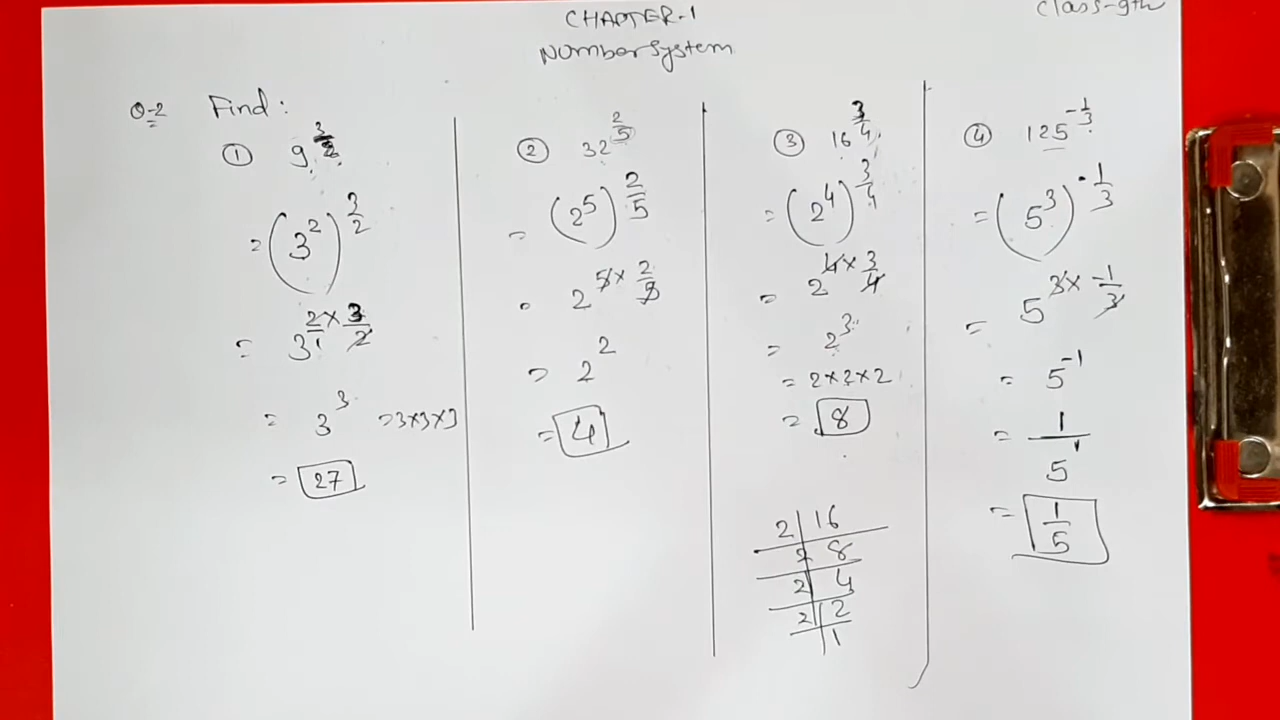 CHAPTER-1
Class-9th
Number System
Q-2 Find:
① 9^{3/2}
= (3^2)^{3/2}
= 3^{2/1 × 3/2}
= 3^3 = 3×3×3
= 27
② 32^{2/5}
= (2^5)^{2/5}
= 2^{5 × 2/5}
= 2^2
= 4
③ 16^{3/4}
= (2^4)^{3/4}
= 2^{4 × 3/4}
= 2^3
= 2×2×2
= 8
2 | 16
2 | 8
2 | 4
2 | 2
| 1
④ 125^{-1/3}
= (5^3)^{-1/3}
= 5^{3 × -1/3}
= 5^{-1}
= 1/5^1
= 1/5